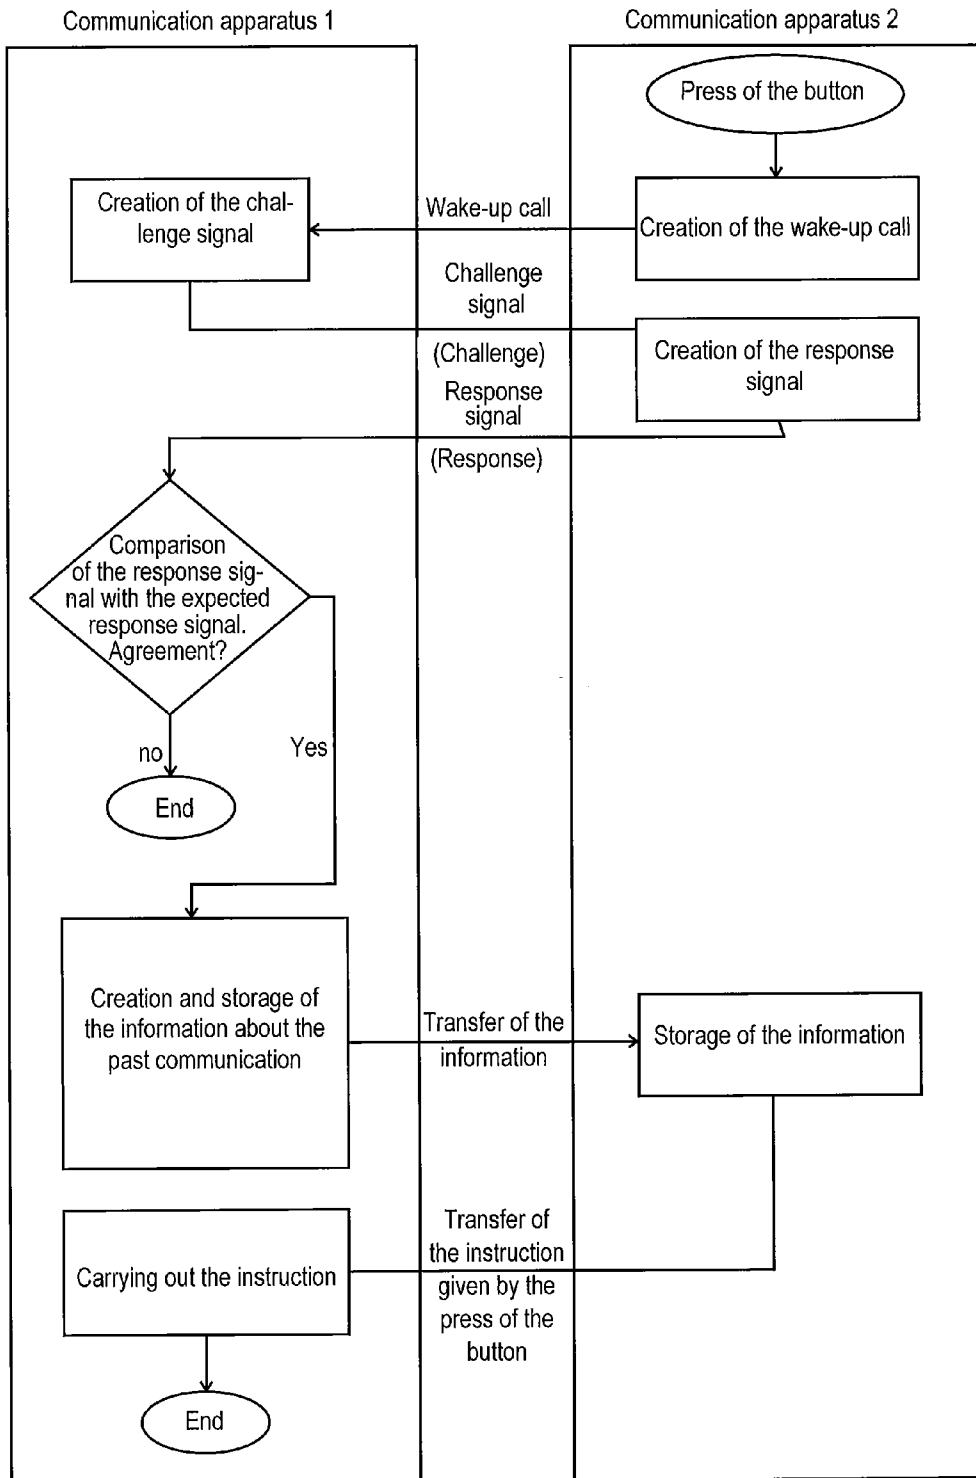 Communication apparatus 1
Communication apparatus 2
Press of the button
Creation of the chal-
lenge signal
Wake-up call
Creation of the wake-up call
Challenge
signal
(Challenge)
Creation of the response
signal
Response
signal
(Response)
Comparison
of the response sig-
nal with the expected
response signal.
Agreement?
no
Yes
End
Creation and storage of
the information about the
past communication
Transfer of the
information
Storage of the information
Transfer of
the instruction
given by the
press of the
button
Carrying out the instruction
End